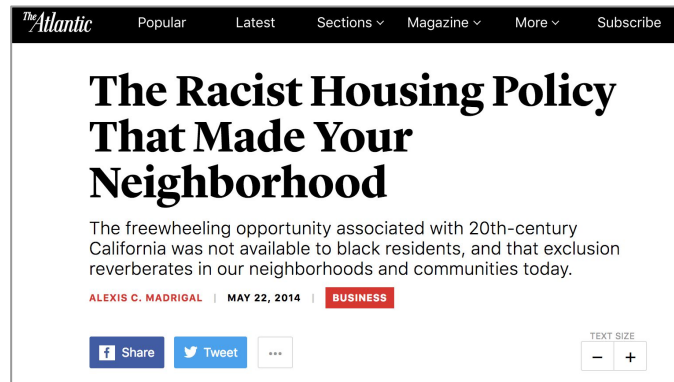 The Atlantic Popular Latest Sections Magazine More Subscribe
The Racist Housing Policy
That Made Your
Neighborhood
The freewheeling opportunity associated with 20th-century
California was not available to black residents, and that exclusion
reverberates in our neighborhoods and communities today.
ALEXIS C. MADRIGAL | MAY 22, 2014 | BUSINESS
TEXT SIZE
f Share Tweet ... − +